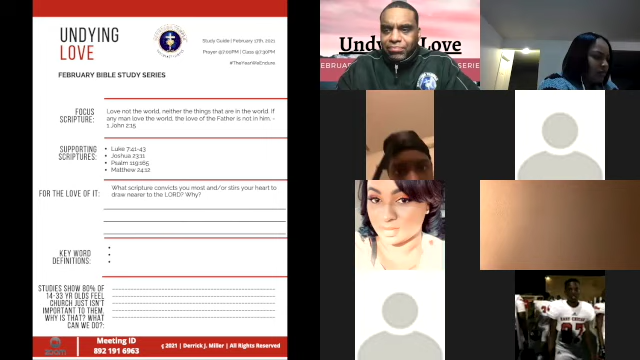 UNDYING
LOVE
Study Guide | February 17th, 2021
Prayer @7:00PM | Class @7:30PM
#TheYearWeEndure
FEBRUARY BIBLE STUDY SERIES
FOCUS
SCRIPTURE:
Love not the world, neither the things that are in the world. If
any man love the world, the love of the Father is not in him. -
1 John 2:15
SUPPORTING
SCRIPTURES:
• Luke 7:41-43
• Joshua 23:11
• Psalm 119:165
• Matthew 24:12
FOR THE LOVE OF IT:
What scripture convicts you most and/or stirs your heart to
draw nearer to the LORD? Why?
KEY WORD
DEFINITIONS:
STUDIES SHOW 80% OF
14-33 YR OLDS FEEL
CHURCH JUST ISN'T
IMPORTANT TO THEM.
WHY IS THAT? WHAT
CAN WE DO?:
zoom
Meeting ID
892 191 6963
© 2021 | Derrick J. Miller | All Rights Reserved
Und Love
FEBRUAR SERIES